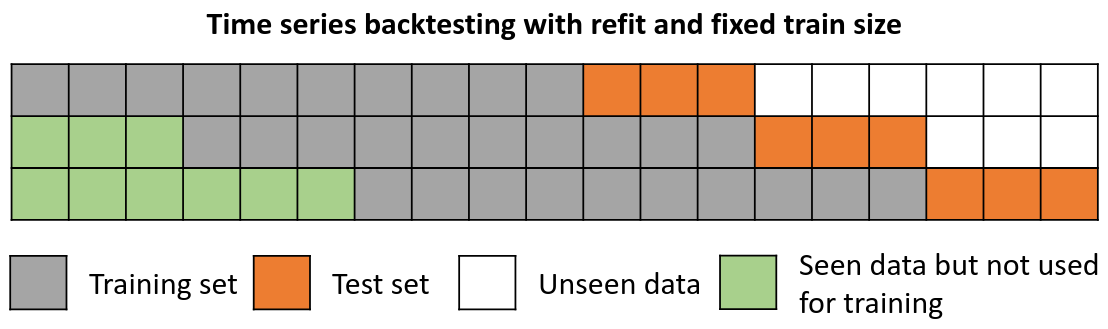 Time series backtesting with refit and fixed train size
Training set
Test set
Unseen data
Seen data but not used
for training